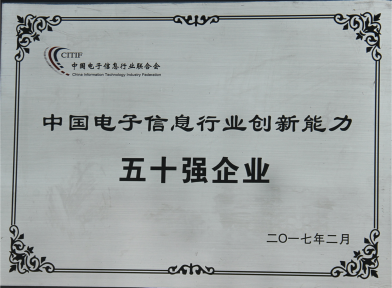 CITIF
中国电子信息行业联合会
China Information Technology Industry Federation
中国电子信息行业创新能力
五十强企业
二〇一七年二月